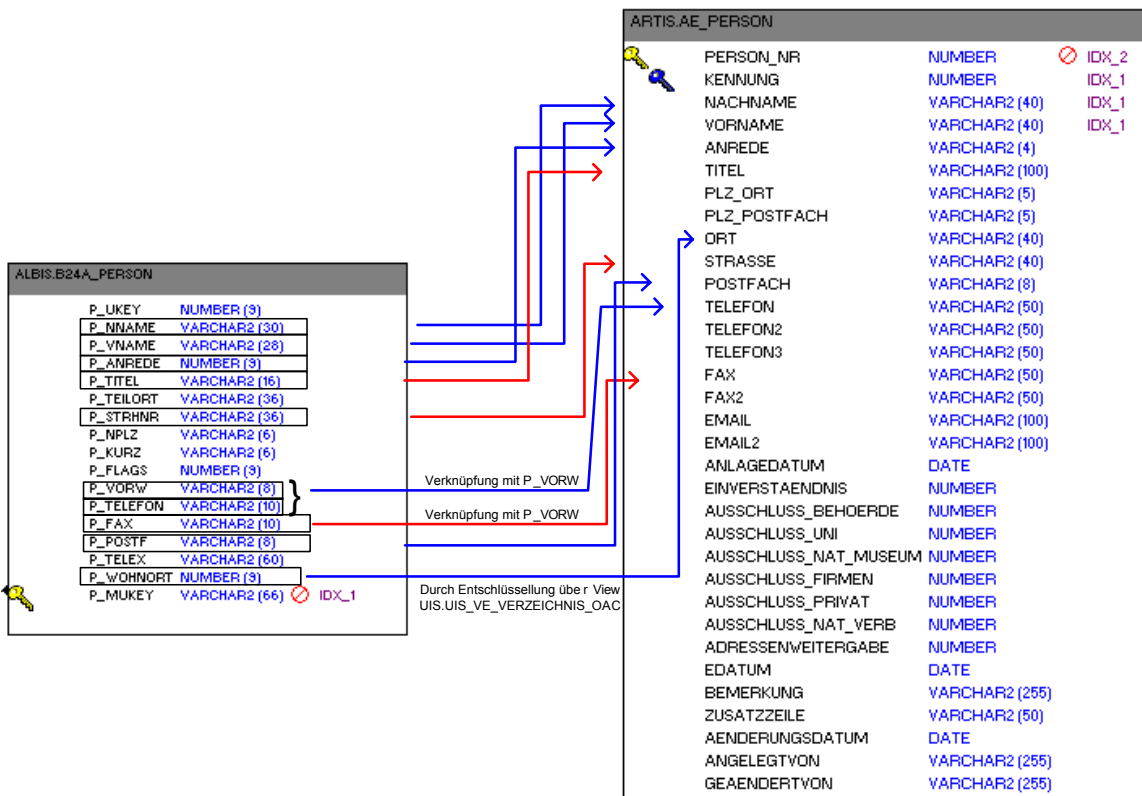 ALBIS.B24A_PERSON
P_UKEY NUMBER (9)
P_NNAME VARCHAR2 (30)
P_VNAME VARCHAR2 (28)
P_ANREDE NUMBER (9)
P_TITEL VARCHAR2 (16)
P_TEILORT VARCHAR2 (36)
P_STRHNR VARCHAR2 (36)
P_NPLZ VARCHAR2 (6)
P_KURZ VARCHAR2 (6)
P_FLAGS NUMBER (9)
P_VORW VARCHAR2 (8)
P_TELEFON VARCHAR2 (10)
P_FAX VARCHAR2 (10)
P_POSTF VARCHAR2 (8)
P_TELEX VARCHAR2 (60)
P_WOHNORT NUMBER (9)
P_MUKEY VARCHAR2 (66) IDX_1
}
Verknüpfung mit P_VORW
Verknüpfung mit P_VORW
Durch Entschlüssellung über View
UIS.UIS_VE_VERZEICHNIS_OAC
ARTIS.AE_PERSON
PERSON_NR NUMBER IDX_2
KENNUNG NUMBER IDX_1
NACHNAME VARCHAR2 (40) IDX_1
VORNAME VARCHAR2 (40) IDX_1
ANREDE VARCHAR2 (4)
TITEL VARCHAR2 (100)
PLZ_ORT VARCHAR2 (5)
PLZ_POSTFACH VARCHAR2 (5)
ORT VARCHAR2 (40)
STRASSE VARCHAR2 (40)
POSTFACH VARCHAR2 (8)
TELEFON VARCHAR2 (50)
TELEFON2 VARCHAR2 (50)
TELEFON3 VARCHAR2 (50)
FAX VARCHAR2 (50)
FAX2 VARCHAR2 (50)
EMAIL VARCHAR2 (100)
EMAIL2 VARCHAR2 (100)
ANLAGEDATUM DATE
EINVERSTAENDNIS NUMBER
AUSSCHLUSS_BEHOERDE NUMBER
AUSSCHLUSS_UNI NUMBER
AUSSCHLUSS_NAT_MUSEUM NUMBER
AUSSCHLUSS_FIRMEN NUMBER
AUSSCHLUSS_PRIVAT NUMBER
AUSSCHLUSS_NAT_VERB NUMBER
ADRESSENWEITERGABE NUMBER
EDATUM DATE
BEMERKUNG VARCHAR2 (255)
ZUSATZZEILE VARCHAR2 (50)
AENDERUNGSDATUM DATE
ANGELEGTVON VARCHAR2 (255)
GEAENDERTVON VARCHAR2 (255)